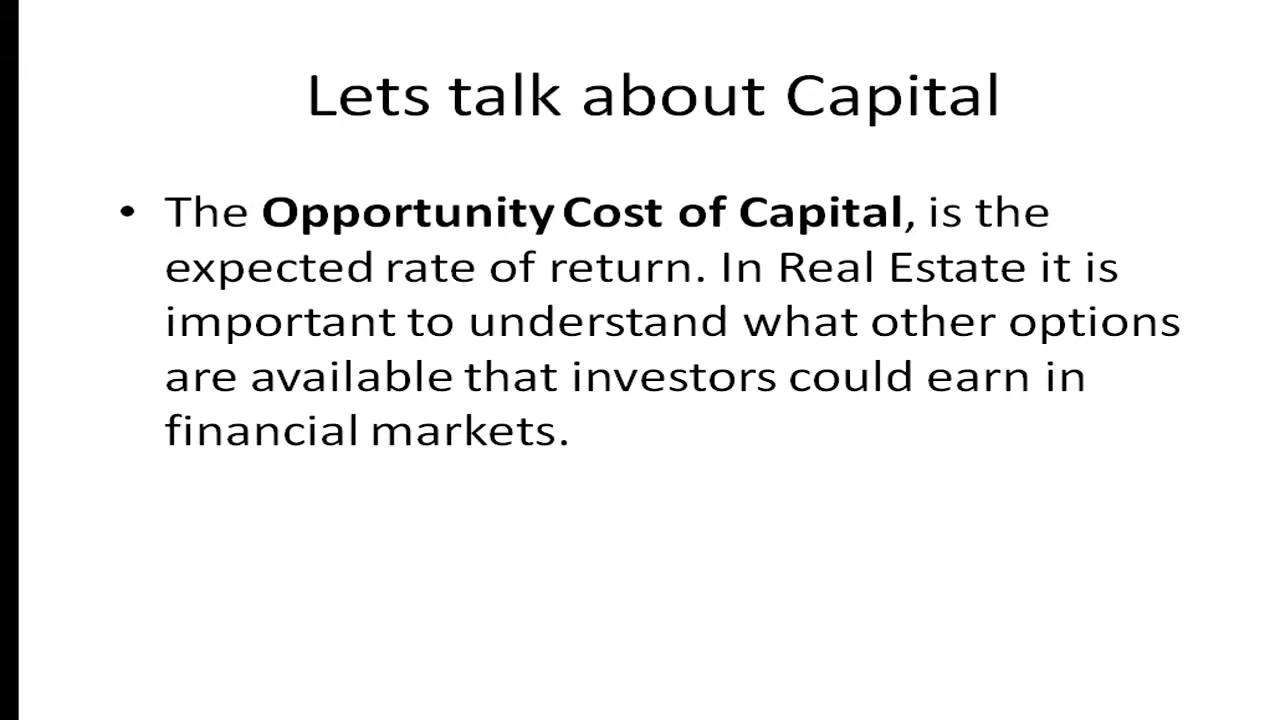 Lets talk about Capital
• The Opportunity Cost of Capital, is the
expected rate of return. In Real Estate it is
important to understand what other options
are available that investors could earn in
financial markets.